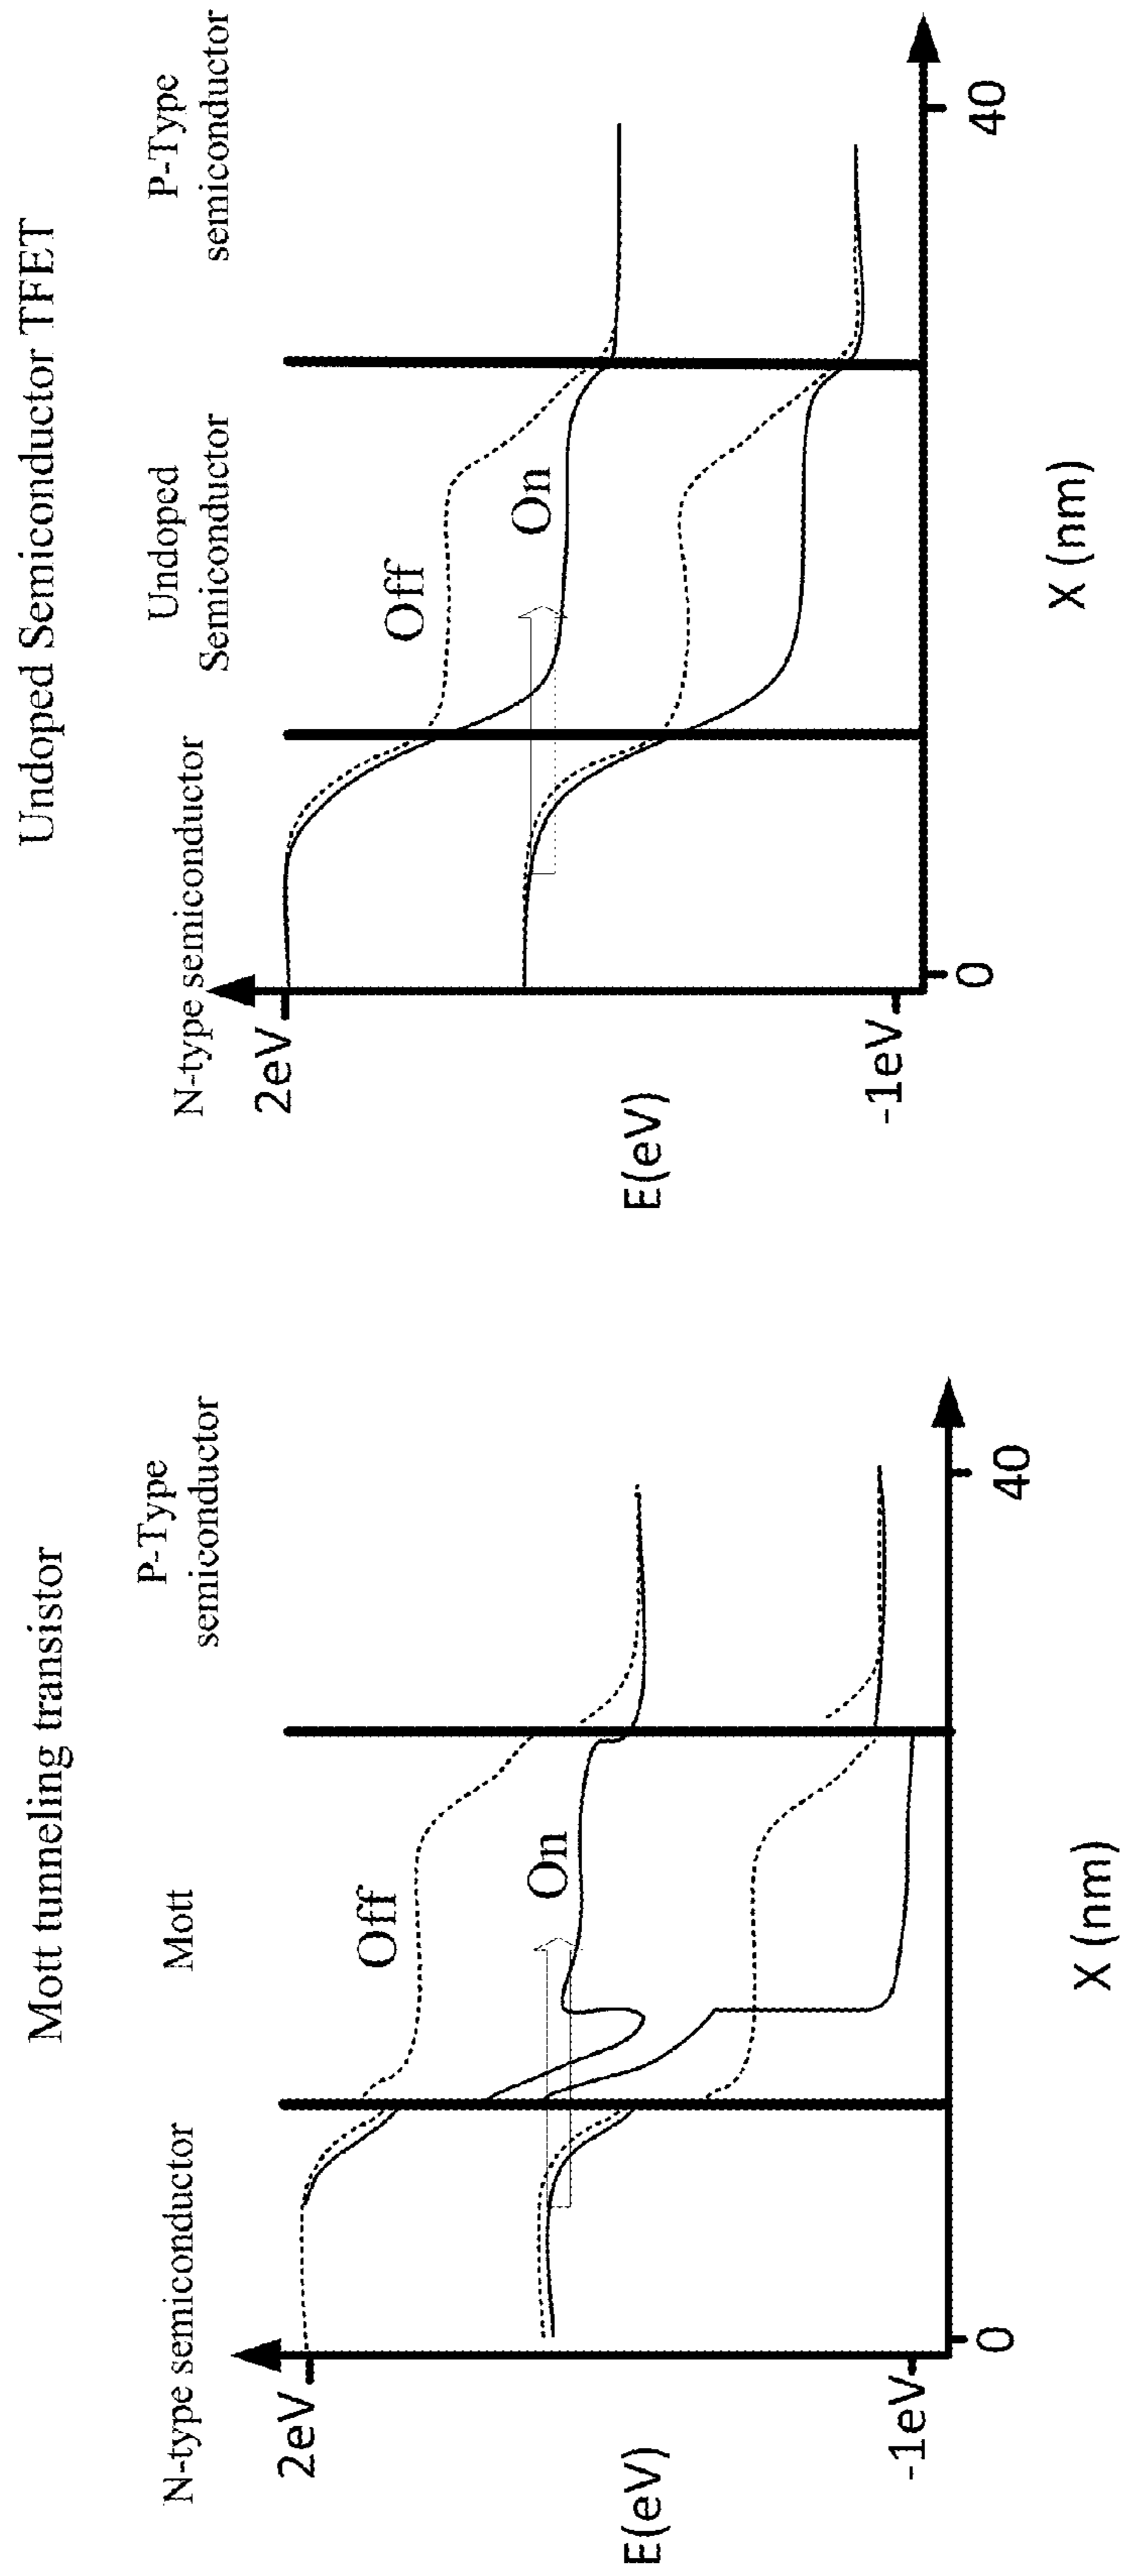 Mott tunneling transistor
N-type semiconductor
Mott
P-Type
semiconductor
2eV
Off
On
E(eV)
-1eV
0
40
X (nm)
Undoped Semiconductor TFET
N-type semiconductor
Undoped
Semiconductor
P-Type
semiconductor
2eV
Off
On
E(eV)
-1eV
0
40
X (nm)